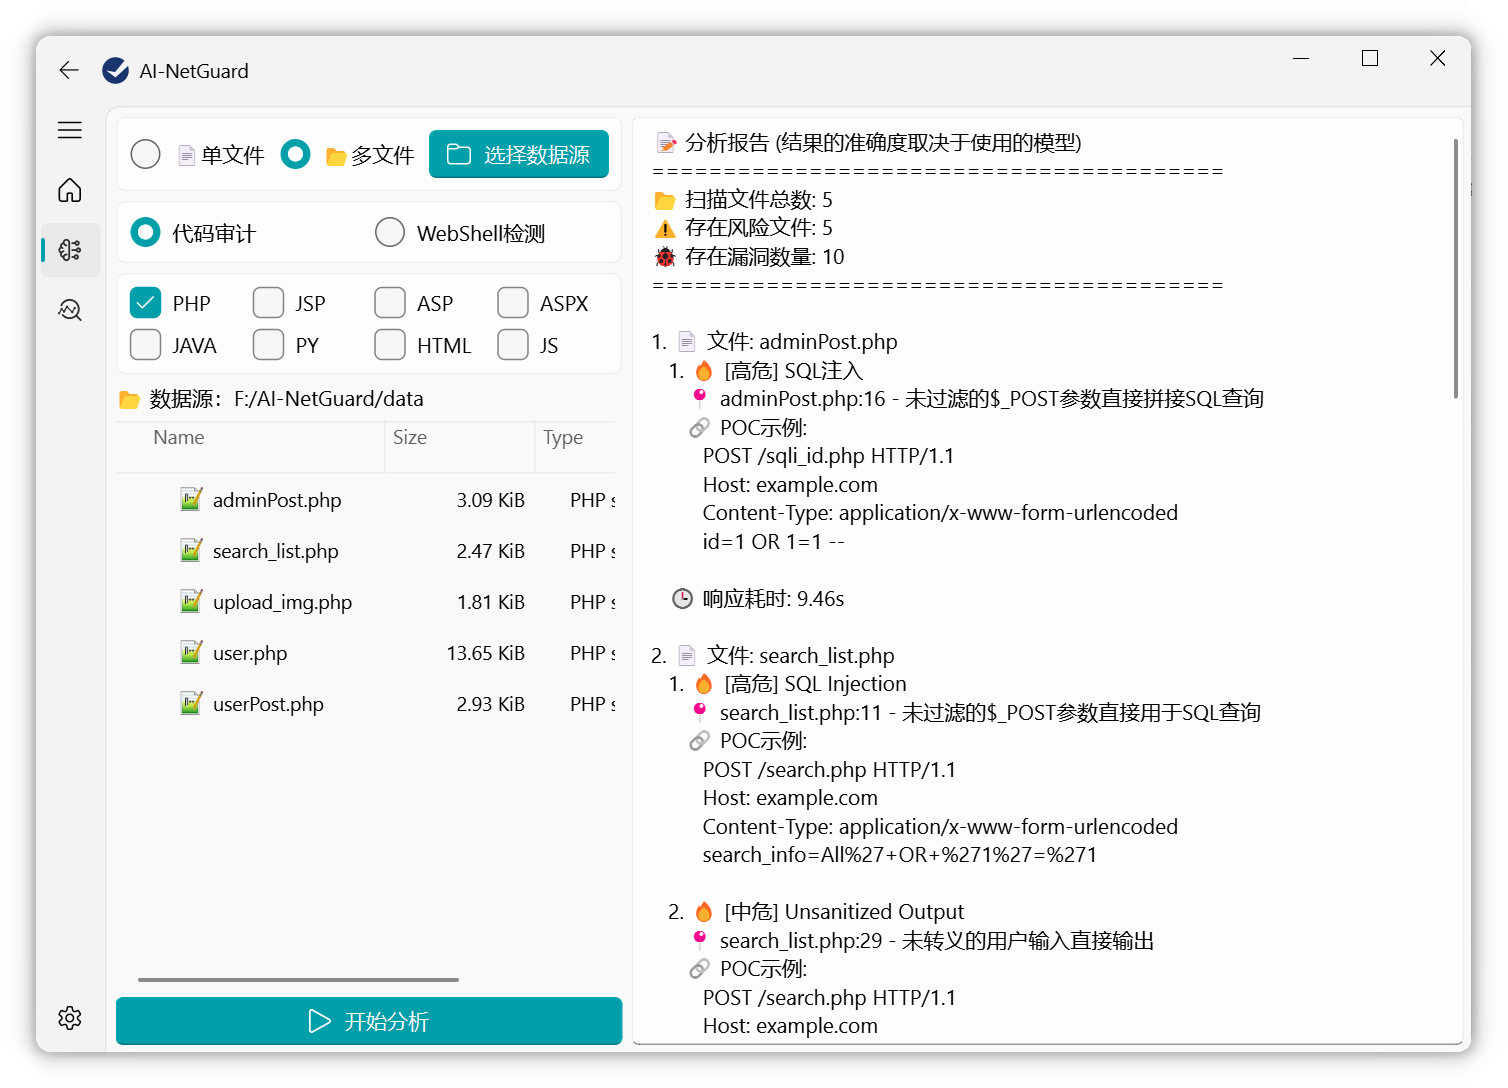 AI-NetGuard
单文件 多文件 选择数据源
代码审计 WebShell检测
PHP JSP ASP ASPX
JAVA PY HTML JS
数据源：F:/AI-NetGuard/data
Name Size Type
adminPost.php 3.09 KiB PHP s
search_list.php 2.47 KiB PHP s
upload_img.php 1.81 KiB PHP s
user.php 13.65 KiB PHP s
userPost.php 2.93 KiB PHP s
开始分析
分析报告 (结果的准确度取决于使用的模型)
========================================
扫描文件总数: 5
存在风险文件: 5
存在漏洞数量: 10
========================================
1. 文件: adminPost.php
1. [高危] SQL注入
adminPost.php:16 - 未过滤的$_POST参数直接拼接SQL查询
POC示例:
POST /sqli_id.php HTTP/1.1
Host: example.com
Content-Type: application/x-www-form-urlencoded
id=1 OR 1=1 --
响应耗时: 9.46s
2. 文件: search_list.php
1. [高危] SQL Injection
search_list.php:11 - 未过滤的$_POST参数直接用于SQL查询
POC示例:
POST /search.php HTTP/1.1
Host: example.com
Content-Type: application/x-www-form-urlencoded
search_info=All%27+OR+%271%27=%271
2. [中危] Unsanitized Output
search_list.php:29 - 未转义的用户输入直接输出
POC示例:
POST /search.php HTTP/1.1
Host: example.com